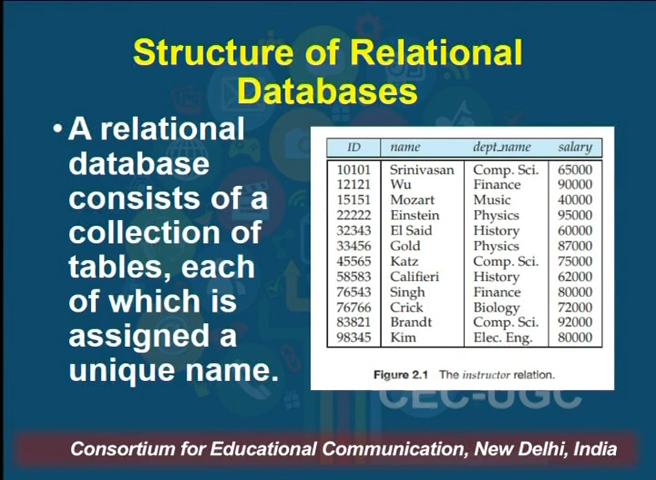 Structure of Relational
Databases
• A relational
database
consists of a
collection of
tables, each
of which is
assigned a
unique name.
ID name dept_name salary
10101 Srinivasan Comp. Sci. 65000
12121 Wu Finance 90000
15151 Mozart Music 40000
22222 Einstein Physics 95000
32343 El Said History 60000
33456 Gold Physics 87000
45565 Katz Comp. Sci. 75000
58583 Califieri History 62000
76543 Singh Finance 80000
76766 Crick Biology 72000
83821 Brandt Comp. Sci. 92000
98345 Kim Elec. Eng. 80000
Figure 2.1 The instructor relation.
CEC-UGC
Consortium for Educational Communication, New Delhi, India